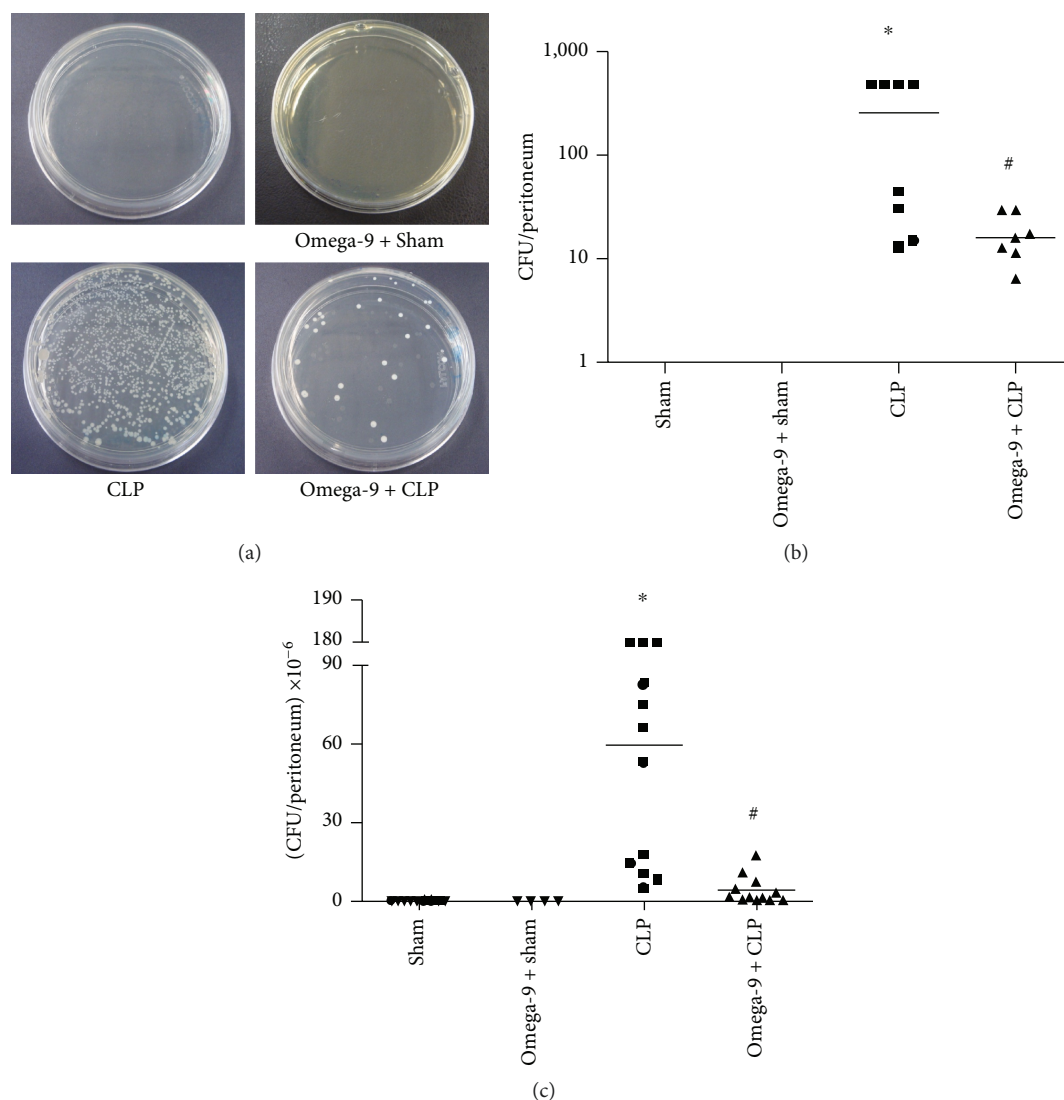 Omega-9 + Sham
CLP
Omega-9 + CLP
(a)
1,000
100
10
1
CFU/peritoneum
*
#
Sham
Omega-9 + sham
CLP
Omega-9 + CLP
(b)
190
180
90
60
30
0
(CFU/peritoneum) ×10⁻⁶
*
#
Sham
Omega-9 + sham
CLP
Omega-9 + CLP
(c)